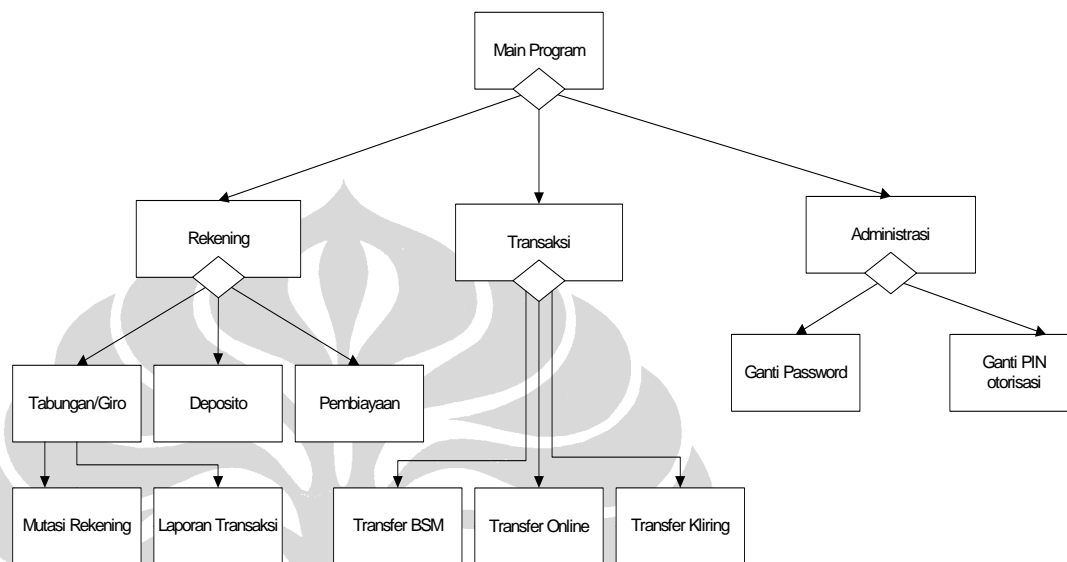 Main Program
Rekening
Transaksi
Administrasi
Tabungan/Giro
Deposito
Pembiayaan
Ganti Password
Ganti PIN
otorisasi
Mutasi Rekening
Laporan Transaksi
Transfer BSM
Transfer Online
Transfer Kliring